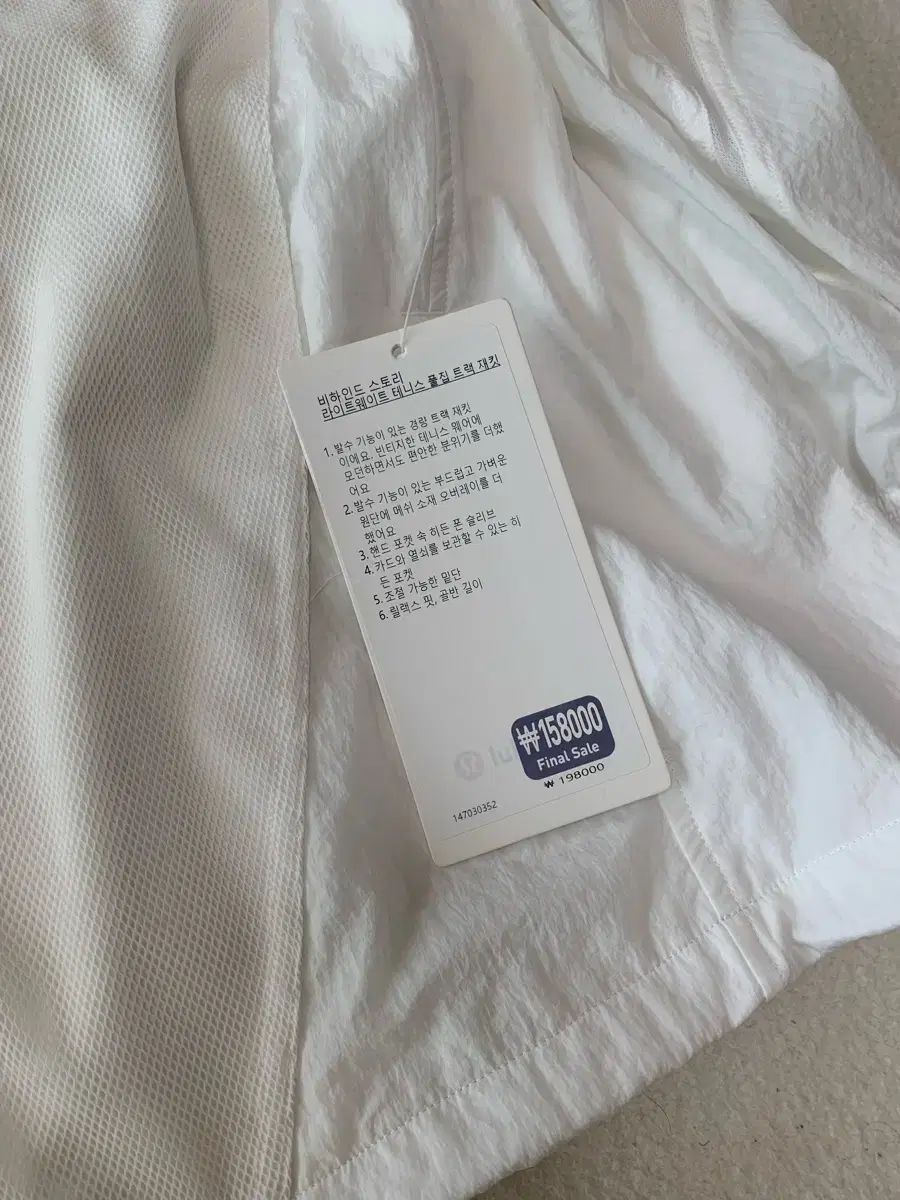 비하인드 스토리
라이트웨이트 테니스 풀집 트랙 재킷
1. 발수 기능이 있는 경량 트랙 재킷
이에요. 빈티지한 테니스 웨어에
모던하면서도 편안한 분위기를 더했
어요
2. 발수 기능이 있는 부드럽고 가벼운
원단에 메쉬 소재 오버레이를 더
했어요
3. 핸드 포켓 속 히든 폰 슬리브
4. 카드와 열쇠를 보관할 수 있는 히
든 포켓
5. 조절 가능한 밑단
6. 릴랙스 핏, 골반 길이
₩158000
Final Sale
lu
₩ 198000
147030352